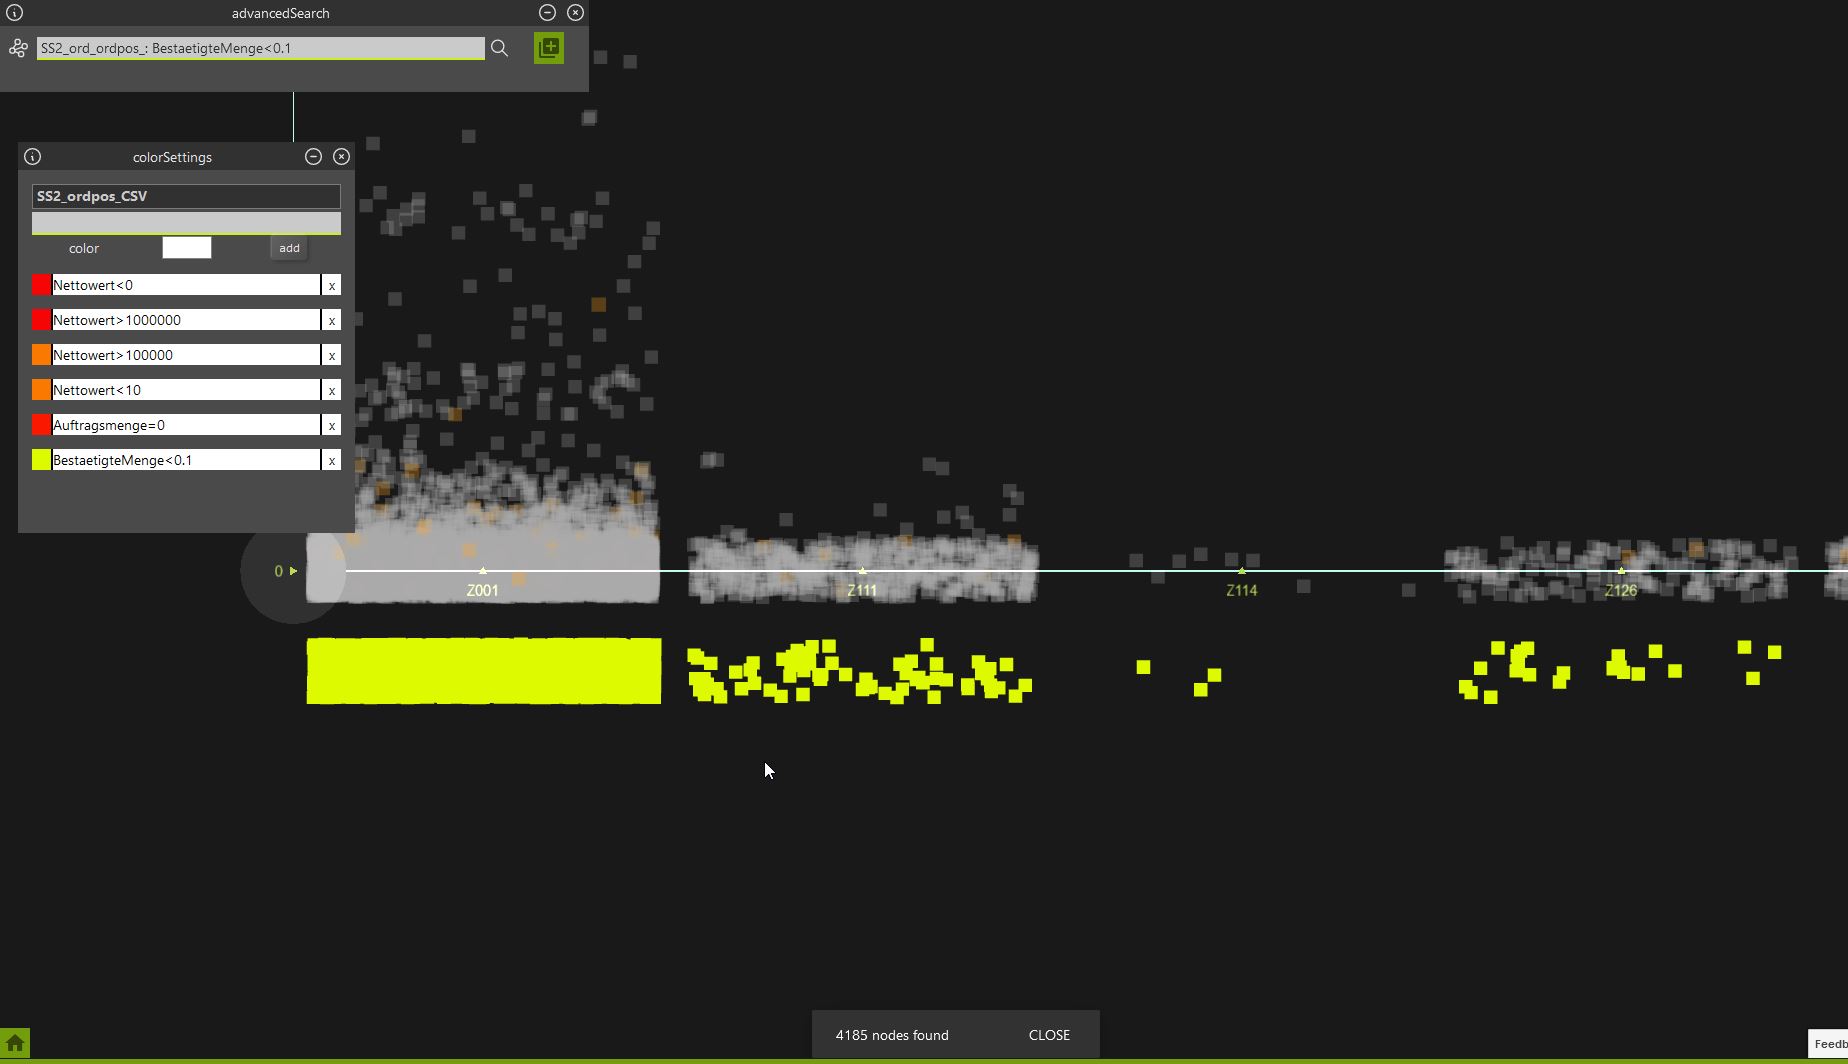 advancedSearch
SS2_ord_ordpos_: BestaetigteMenge<0.1
colorSettings
SS2_ordpos_CSV
color
add
Nettowert<0
x
Nettowert>1000000
x
Nettowert>100000
x
Nettowert<10
x
Auftragsmenge=0
x
BestaetigteMenge<0.1
x
0
Z001
Z111
Z114
Z126
4185 nodes found
CLOSE
Feedb